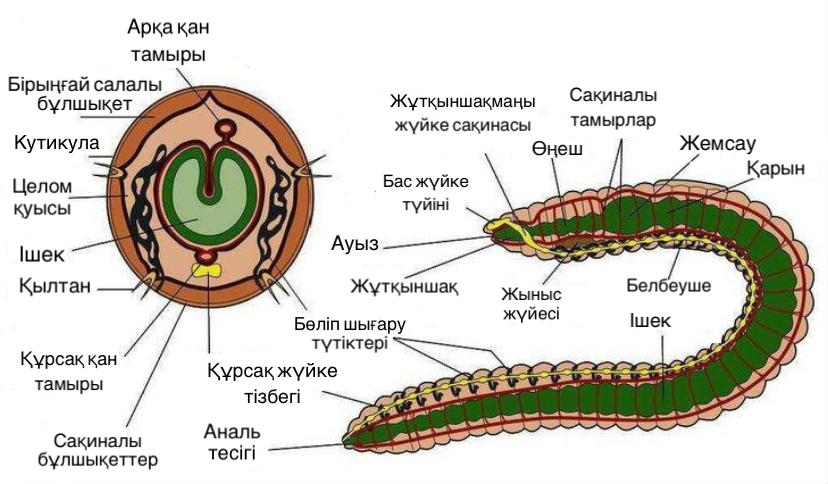 Арқа қан
тамыры
Бірыңғай салалы
бұлшықет
Кутикула
Целом
қуысы
Ішек
Қылтан
Құрсақ қан
тамыры
Сақиналы
бұлшықеттер
Құрсақ жүйке
тізбегі
Бөліп шығару
түтіктері
Аналь
тесігі
Жұтқыншақмаңы
жүйке сақинасы
Сақиналы
тамырлар
Өңеш
Жемсау
Қарын
Бас жүйке
түйіні
Ауыз
Жұтқыншақ
Жыныс
жүйесі
Белбеуше
Ішек